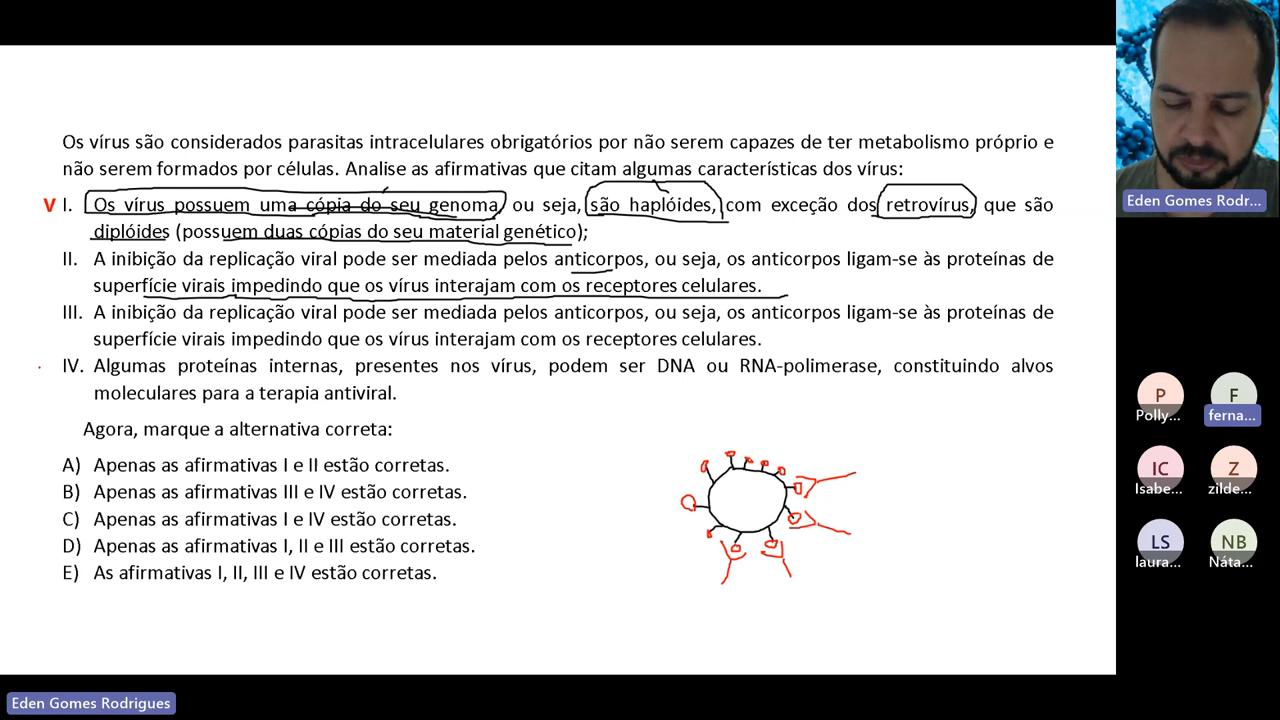 Os vírus são considerados parasitas intracelulares obrigatórios por não serem capazes de ter metabolismo próprio e
não serem formados por células. Analise as afirmativas que citam algumas características dos vírus:
V I. Os vírus possuem uma cópia do seu genoma, ou seja, são haplóides, com exceção dos retrovírus, que são
diplóides (possuem duas cópias do seu material genético);
II. A inibição da replicação viral pode ser mediada pelos anticorpos, ou seja, os anticorpos ligam-se às proteínas de
superfície virais impedindo que os vírus interajam com os receptores celulares.
III. A inibição da replicação viral pode ser mediada pelos anticorpos, ou seja, os anticorpos ligam-se às proteínas de
superfície virais impedindo que os vírus interajam com os receptores celulares.
IV. Algumas proteínas internas, presentes nos vírus, podem ser DNA ou RNA-polimerase, constituindo alvos
moleculares para a terapia antiviral.
Agora, marque a alternativa correta:
A) Apenas as afirmativas I e II estão corretas.
B) Apenas as afirmativas III e IV estão corretas.
C) Apenas as afirmativas I e IV estão corretas.
D) Apenas as afirmativas I, II e III estão corretas.
E) As afirmativas I, II, III e IV estão corretas.
Eden Gomes Rodr...
P F
Polly... ferna...
IC Z
Isabe... zilde...
LS NB
laura... Náta...
Eden Gomes Rodrigues